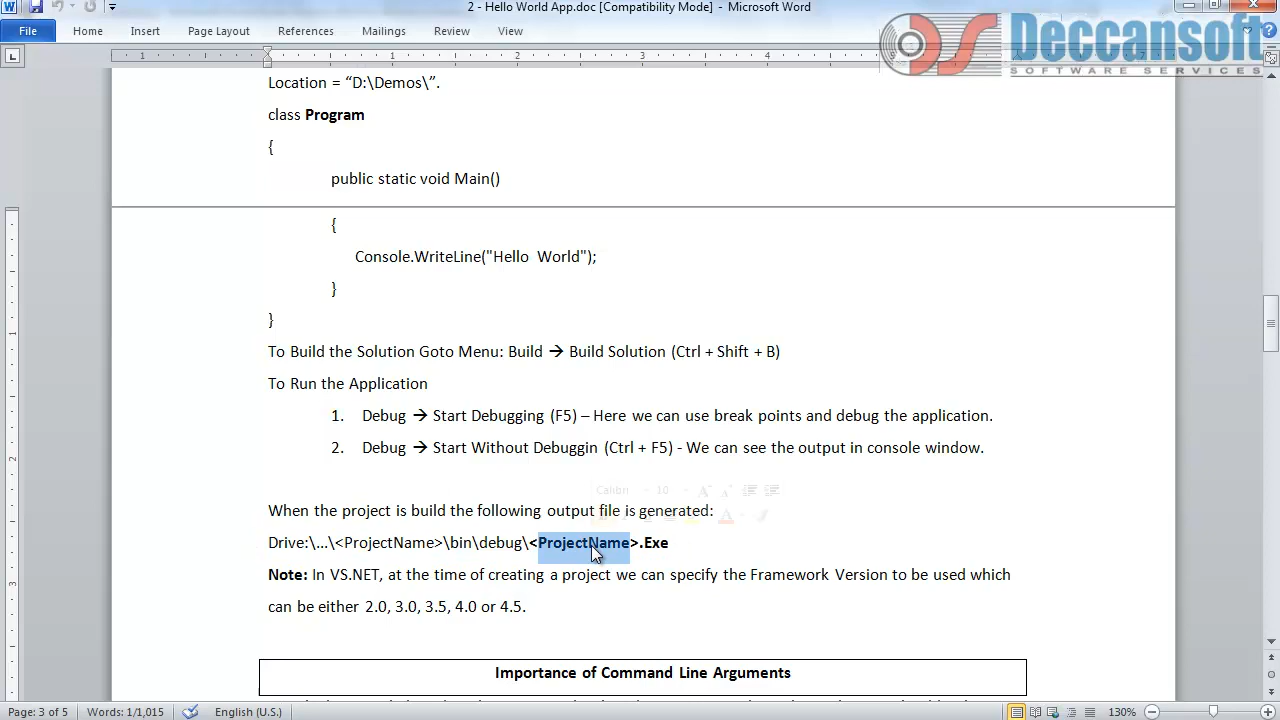 2 - Hello World App.doc [Compatibility Mode] - Microsoft Word
File Home Insert Page Layout References Mailings Review View
Deccansoft
SOFTWARE SERVICES
Location = “D:\Demos\”.
class Program
{
public static void Main()
{
Console.WriteLine("Hello World");
}
}
To Build the Solution Goto Menu: Build → Build Solution (Ctrl + Shift + B)
To Run the Application
1. Debug → Start Debugging (F5) – Here we can use break points and debug the application.
2. Debug → Start Without Debuggin (Ctrl + F5) - We can see the output in console window.
Calibri 10
When the project is build the following output file is generated:
Drive:\...\<ProjectName>\bin\debug\<ProjectName>.Exe
Note: In VS.NET, at the time of creating a project we can specify the Framework Version to be used which
can be either 2.0, 3.0, 3.5, 4.0 or 4.5.
Importance of Command Line Arguments
Page: 3 of 5 Words: 1/1,015 English (U.S.) 130%